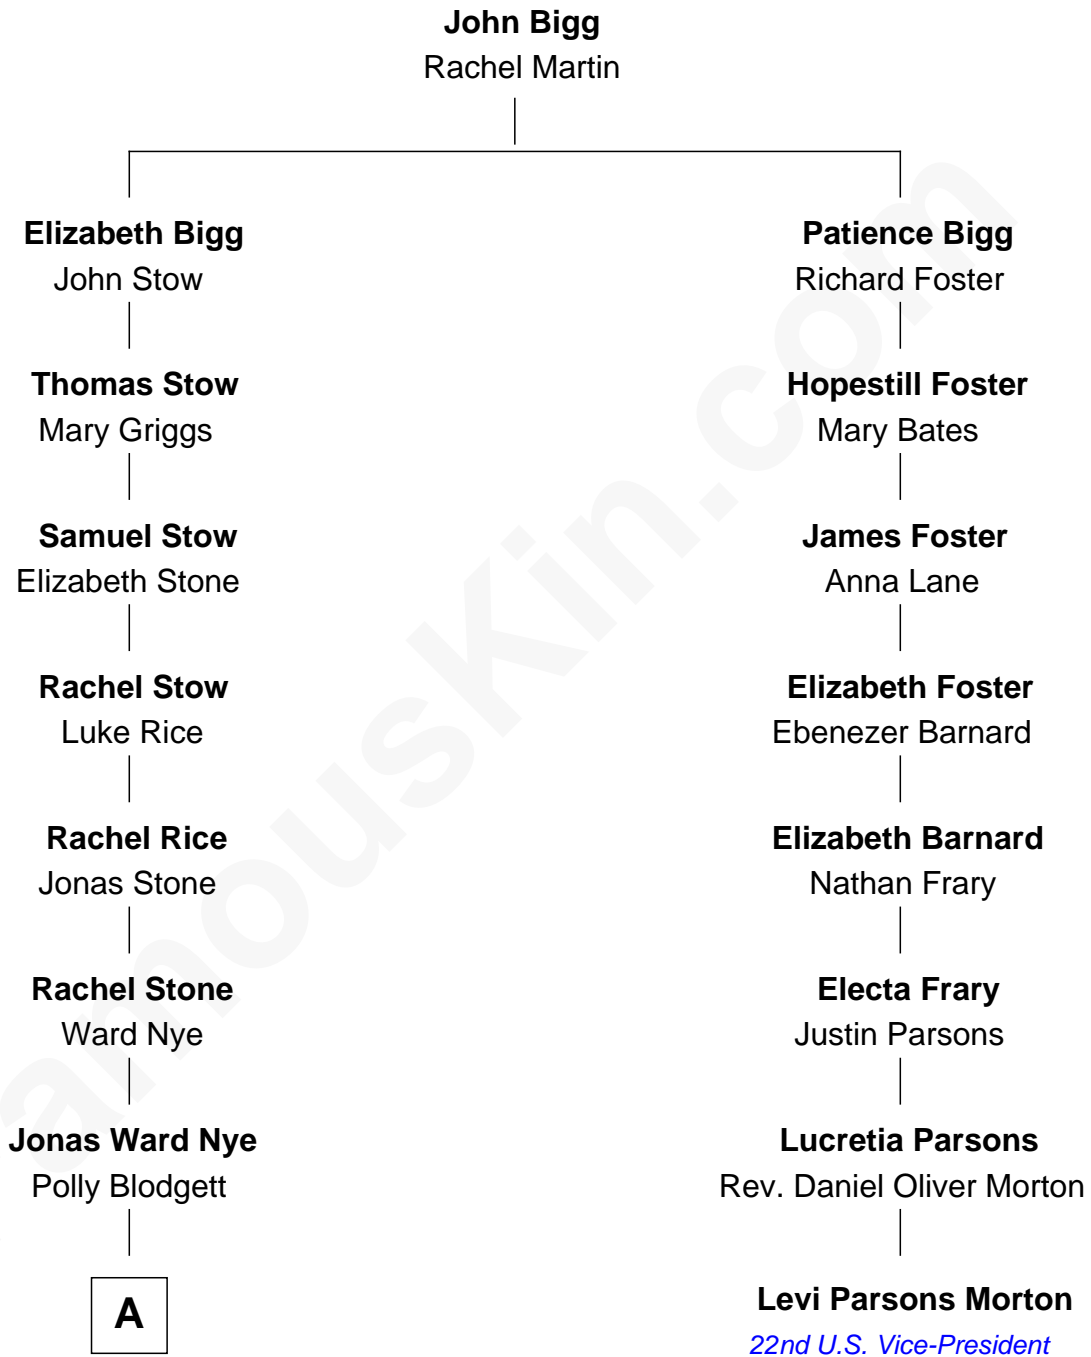 John Bigg
Rachel Martin
Elizabeth Bigg
John Stow
Patience Bigg
Richard Foster
Thomas Stow
Mary Griggs
Hopestill Foster
Mary Bates
Samuel Stow
Elizabeth Stone
James Foster
Anna Lane
Rachel Stow
Luke Rice
Elizabeth Foster
Ebenezer Barnard
Rachel Rice
Jonas Stone
Elizabeth Barnard
Nathan Frary
Rachel Stone
Ward Nye
Electa Frary
Justin Parsons
Jonas Ward Nye
Polly Blodgett
Lucretia Parsons
Rev. Daniel Oliver Morton
A
Levi Parsons Morton
22nd U.S. Vice-President
amouskin.com